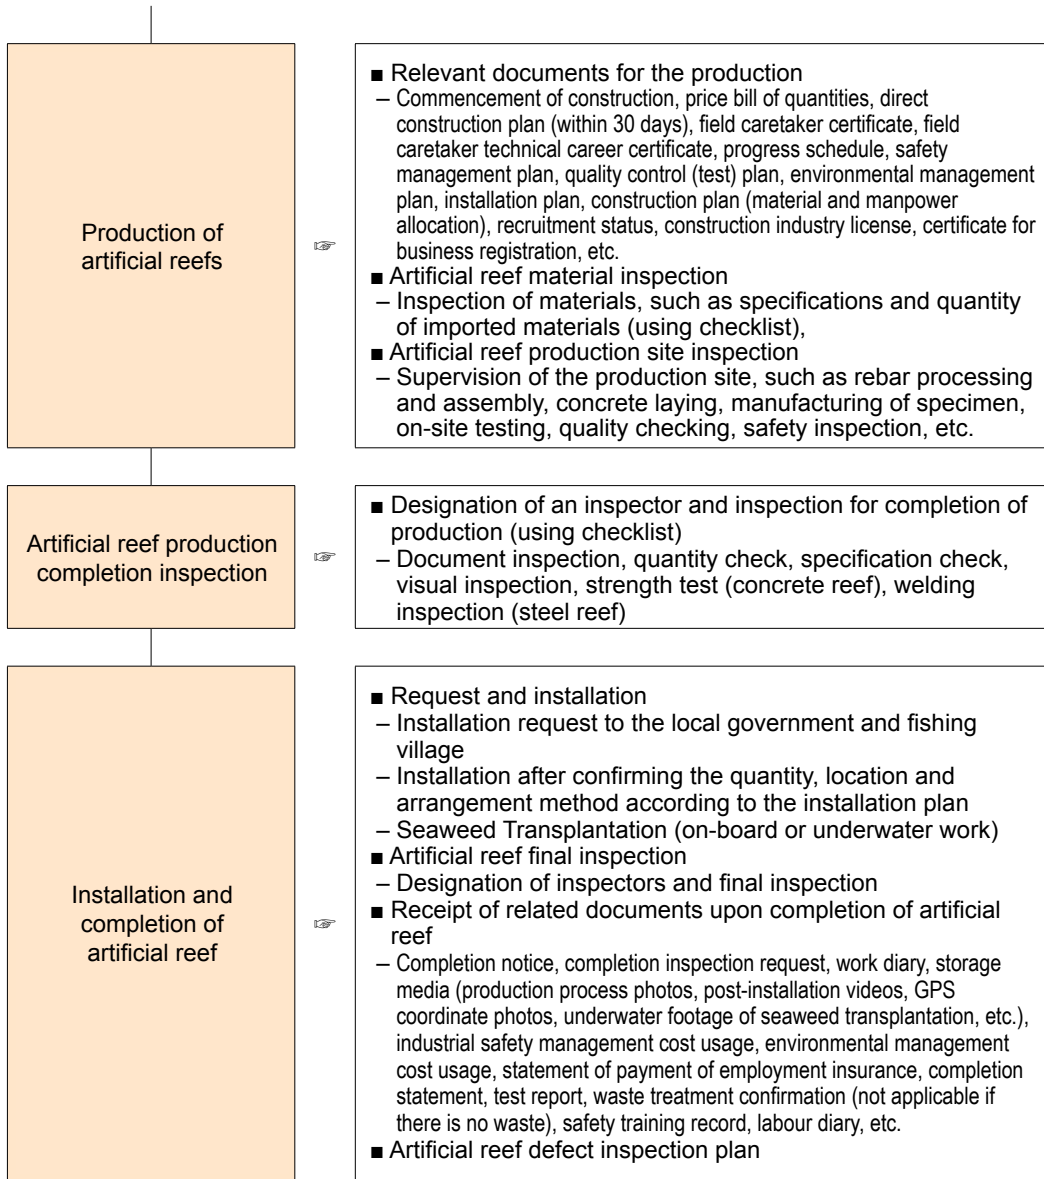 Production of
artificial reefs
☞
■ Relevant documents for the production
– Commencement of construction, price bill of quantities, direct
construction plan (within 30 days), field caretaker certificate, field
caretaker technical career certificate, progress schedule, safety
management plan, quality control (test) plan, environmental management
plan, installation plan, construction plan (material and manpower
allocation), recruitment status, construction industry license, certificate for
business registration, etc.
■ Artificial reef material inspection
– Inspection of materials, such as specifications and quantity
of imported materials (using checklist),
■ Artificial reef production site inspection
– Supervision of the production site, such as rebar processing
and assembly, concrete laying, manufacturing of specimen,
on-site testing, quality checking, safety inspection, etc.
Artificial reef production
completion inspection
☞
■ Designation of an inspector and inspection for completion of
production (using checklist)
– Document inspection, quantity check, specification check,
visual inspection, strength test (concrete reef), welding
inspection (steel reef)
Installation and
completion of
artificial reef
☞
■ Request and installation
– Installation request to the local government and fishing
village
– Installation after confirming the quantity, location and
arrangement method according to the installation plan
– Seaweed Transplantation (on-board or underwater work)
■ Artificial reef final inspection
– Designation of inspectors and final inspection
■ Receipt of related documents upon completion of artificial
reef
– Completion notice, completion inspection request, work diary, storage
media (production process photos, post-installation videos, GPS
coordinate photos, underwater footage of seaweed transplantation, etc.),
industrial safety management cost usage, environmental management
cost usage, statement of payment of employment insurance, completion
statement, test report, waste treatment confirmation (not applicable if
there is no waste), safety training record, labour diary, etc.
■ Artificial reef defect inspection plan